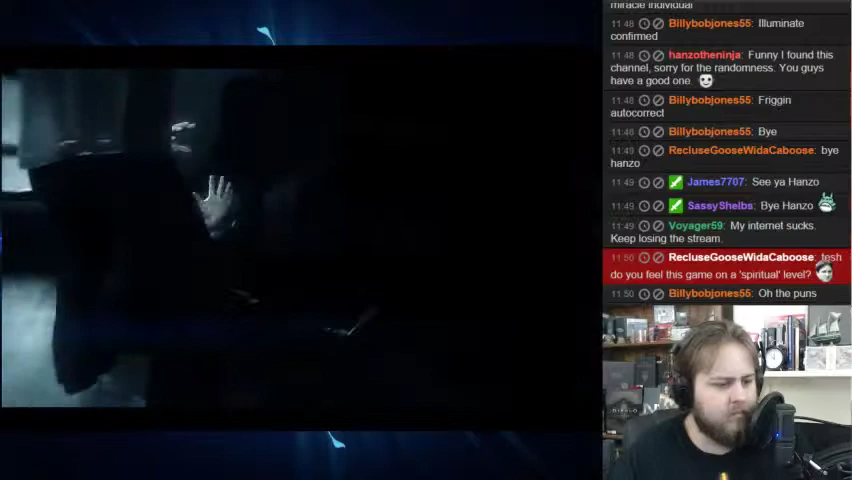 miracle individual
11:48 Billybobjones55: Illuminate
confirmed
11:48 hanzotheninja: Funny I found this
channel, sorry for the randomness. You guys
have a good one.
11:48 Billybobjones55: Friggin
autocorrect
11:48 Billybobjones55: Bye
11:49 RecluseGooseWidaCaboose: bye
hanzo
11:49 James7707: See ya Hanzo
11:49 SassyShelbs: Bye Hanzo
11:49 Voyager59: My internet sucks.
Keep losing the stream.
11:50 RecluseGooseWidaCaboose: tesh
do you feel this game on a 'spiritual' level?
11:50 Billybobjones55: Oh the puns
DIABLO